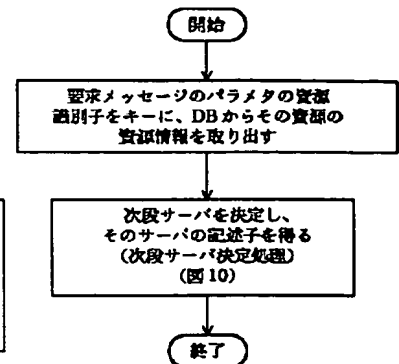 開始
要求メッセージのパラメタの資源
識別子をキーに、DBからその資源の
資源情報を取り出す
次段サーバを決定し、
そのサーバの記述子を得る
(次段サーバ決定処理)
(図10)
終了